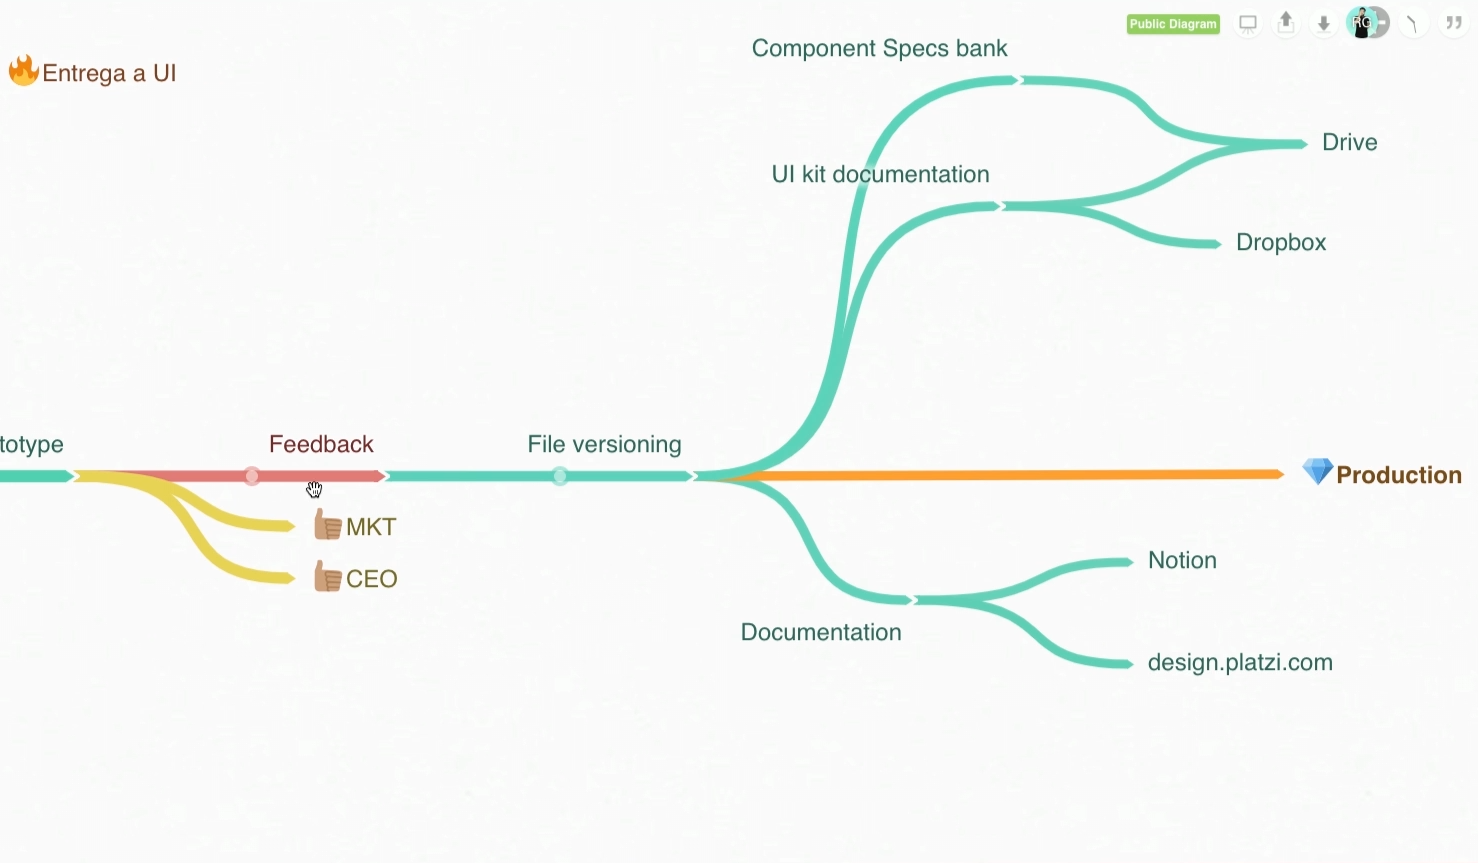 Public Diagram
RG
Component Specs bank
Entrega a UI
Drive
UI kit documentation
Dropbox
totype
Feedback
File versioning
Production
MKT
CEO
Notion
Documentation
design.platzi.com